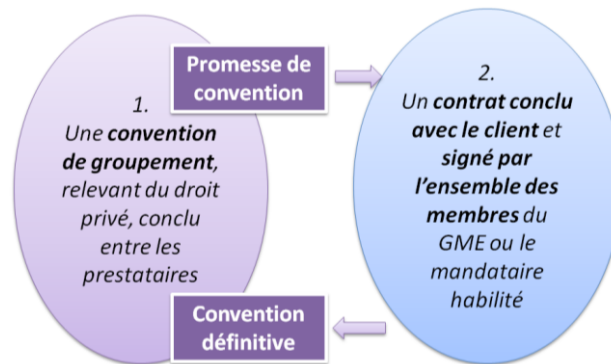 Promesse de
convention
1.
Une convention
de groupement,
relevant du droit
privé, conclu
entre les
prestataires
2.
Un contrat conclu
avec le client et
signé par
l'ensemble des
membres du
GME ou le
mandataire
habilité
Convention
définitive